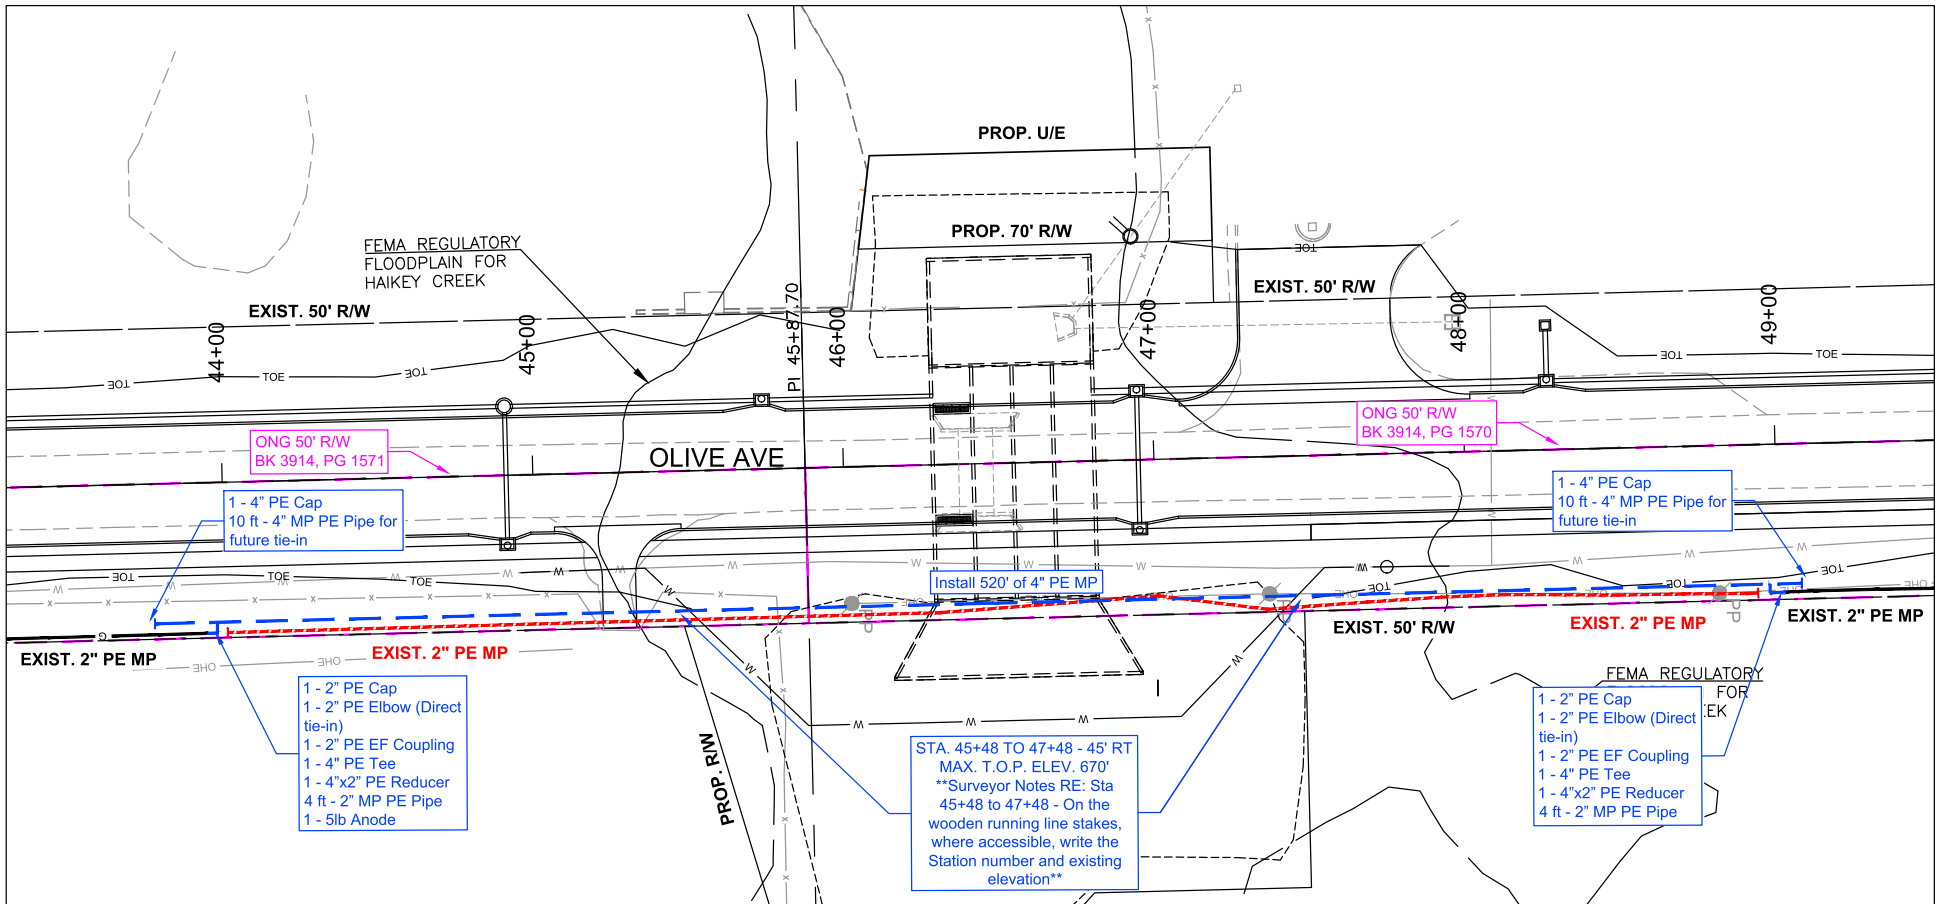 PROP. U/E
PROP. 70' R/W
FEMA REGULATORY
FLOODPLAIN FOR
HAIKEY CREEK
EXIST. 50' R/W
EXIST. 50' R/W
TOE
44+00
45+00
PI 45+87.70
46+00
47+00
48+00
49+00
TOE
TOE
TOE
TOE
TOE
ONG 50' R/W
BK 3914, PG 1571
OLIVE AVE
ONG 50' R/W
BK 3914, PG 1570
1 - 4” PE Cap
10 ft - 4” MP PE Pipe for
future tie-in
1 - 4” PE Cap
10 ft - 4” MP PE Pipe for
future tie-in
TOE
TOE
TOE
Install 520' of 4" PE MP
TOE
TOE
TOE
G
EXIST. 2" PE MP
OHE
OHE
EXIST. 2" PE MP
PP
EXIST. 50' R/W
EXIST. 2" PE MP
PP
EXIST. 2" PE MP
OHE
1 - 2” PE Cap
1 - 2” PE Elbow (Direct
tie-in)
1 - 2” PE EF Coupling
1 - 4" PE Tee
1 - 4”x2” PE Reducer
4 ft - 2” MP PE Pipe
1 - 5lb Anode
PROP. R/W
STA. 45+48 TO 47+48 - 45' RT
MAX. T.O.P. ELEV. 670'
**Surveyor Notes RE: Sta
45+48 to 47+48 - On the
wooden running line stakes,
where accessible, write the
Station number and existing
elevation**
FEMA REGULATORY
FOR
EK
1 - 2” PE Cap
1 - 2” PE Elbow (Direct
tie-in)
1 - 2” PE EF Coupling
1 - 4" PE Tee
1 - 4”x2” PE Reducer
4 ft - 2” MP PE Pipe